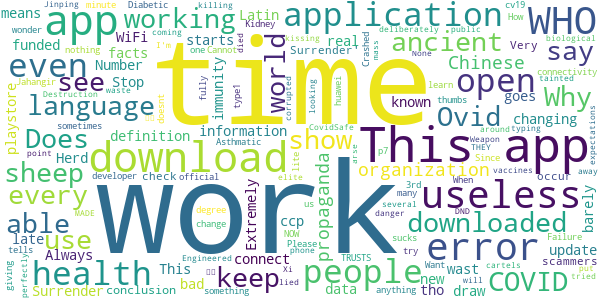 app working application ancient WHO
Jinping minute Diabetic How wonder Kidney killing
means WiFi Latin starts real world
funded Number facts Surrender Stop
even see open say
language immunity Chinese
time
known Ovid Why
playstore Does definition information
sometimes Herd
tells point
download show changing goes
sheep every check occur
organization
This app
useless
able use late Always
work
Extremely barely
downloaded
propaganda
error update
health keep people COVID
connect ccp data
scammers
wast draw tho
Surrender conclusion This bad
giving perfectly
Engineered
Failure cartels
Very nothing coming Cannot I'm died one
deliberately public biological connectivity tainted
kissing mass None
Crashed
Jahangir Destruction waste type1
fully corrupted looking huawei
CovidSafe lite
learn thumbs around typing expectations
Since Weapon THEY vaccines away
p7 arse
Asthmatic doesnt
developer official
degree change MADE
elite us 3rd
many several danger DND
NOW Please phone
TRUSTS
When Want new will
sucks try anything
Xi lied something
put tried
cv19